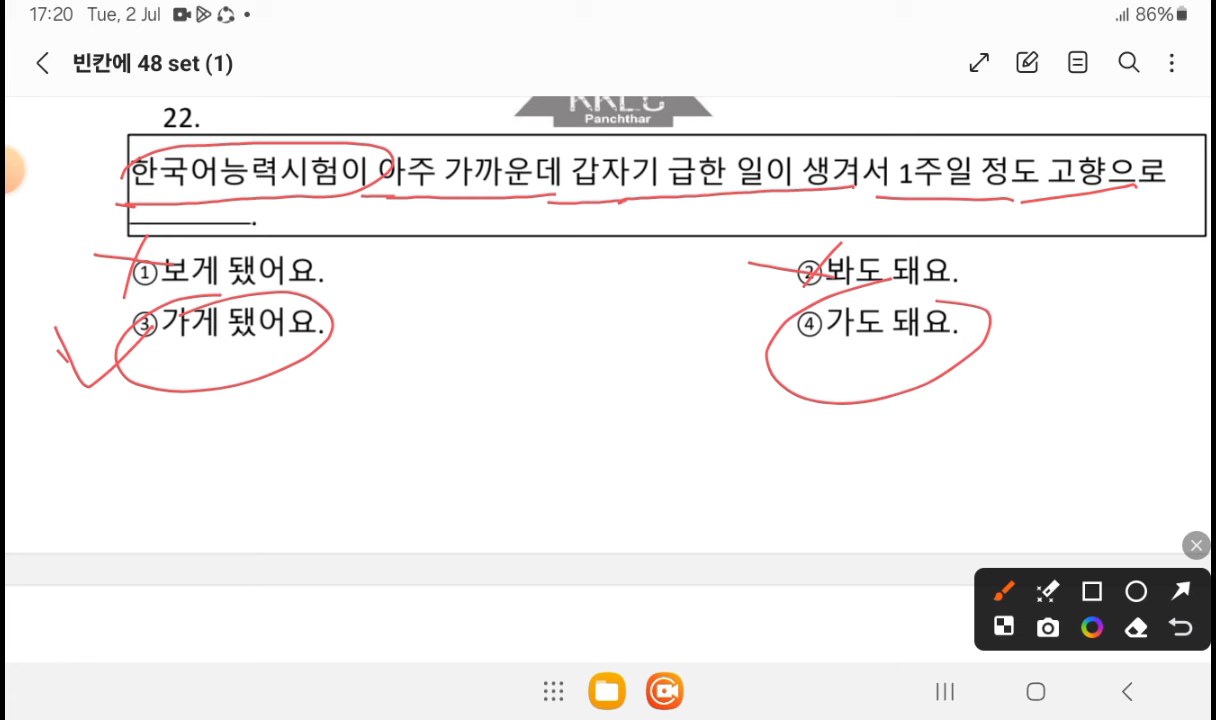 17:20 Tue, 2 Jul 86%
빈칸에 48 set (1)
Panchthar
22.
한국어능력시험이 아주 가까운데 갑자기 급한 일이 생겨서 1주일 정도 고향으로
________.
①보게 됐어요. ②봐도 돼요.
③가게 됐어요. ④가도 돼요.